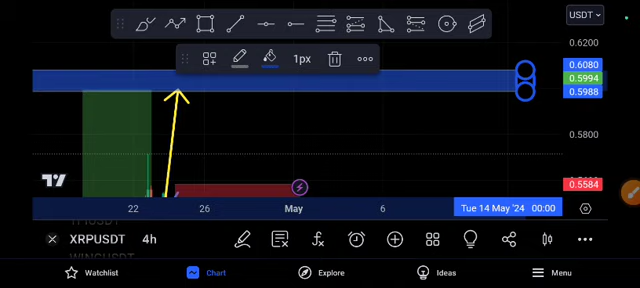 USDT
0.6200
0.6080
0.5994
0.5988
1px
0.5800
0.5584
22
26
May
6
Tue 14 May '24 00:00
XRPUSDT 4h
Watchlist
Chart
Explore
Ideas
Menu